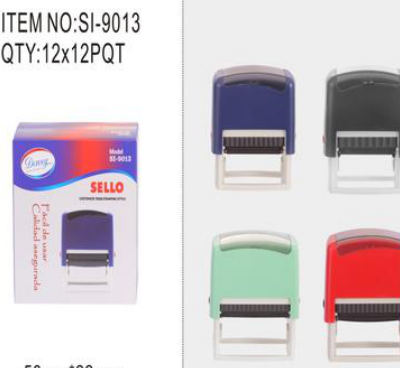 ITEM NO:SI-9013
QTY:12x12PQT
Model
SI-9013
SELLO
Fácil de usar
Calidad asegurada